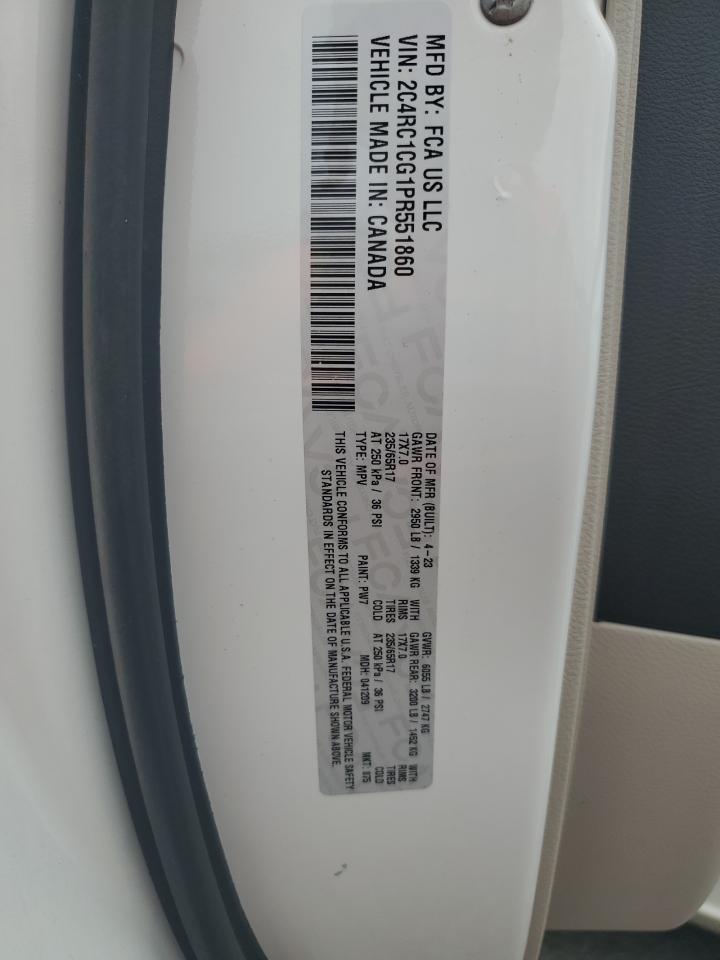 MFD BY: FCA US LLC
VIN: 2C4RC1CG1PR551860
VEHICLE MADE IN: CANADA
DATE OF MFR (BUILT): 4-23 GVWR: 6055 LB / 2747 KG
GAWR FRONT: 2950 LB / 1339 KG WITH GAWR REAR: 3200 LB / 1452 KG WITH
17X7.0 RIMS 17X7.0 RIMS
235/65R17 TIRES 235/65R17 TIRES
AT 250 kPa / 36 PSI COLD AT 250 kPa / 36 PSI COLD
TYPE: MPV PAINT: PW7 MDH: 041209 MKT:
THIS VEHICLE CONFORMS TO ALL APPLICABLE U.S.A. FEDERAL MOTOR VEHICLE SAFETY
STANDARDS IN EFFECT ON THE DATE OF MANUFACTURE SHOWN ABOVE.